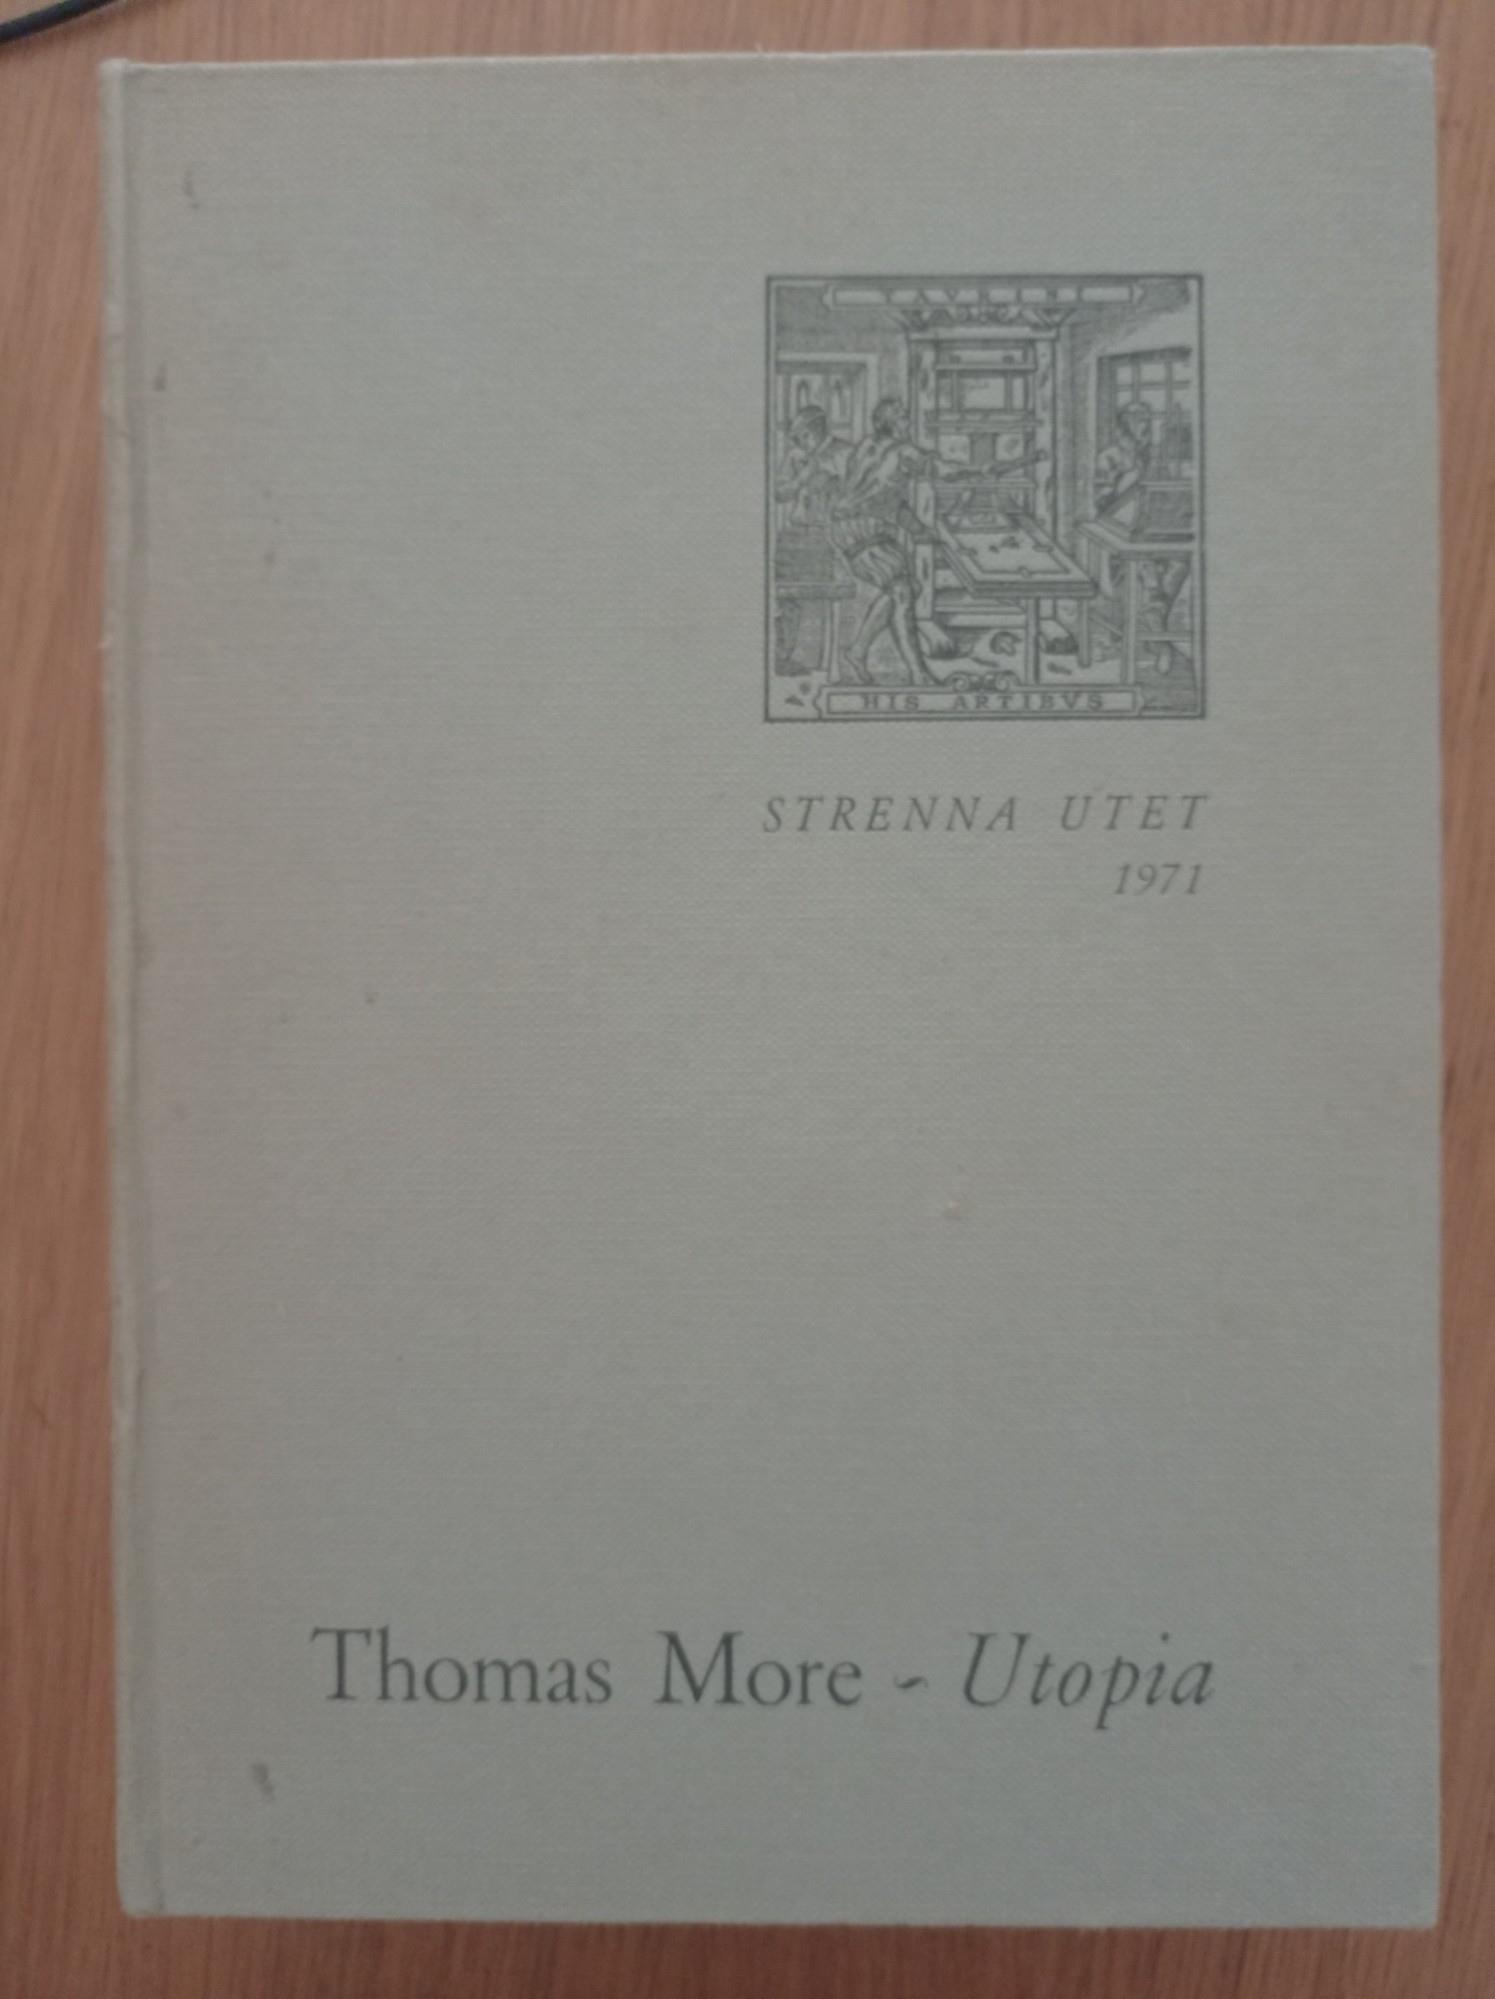 HIS ARTIBVS
STRENNA UTET
1971
Thomas More ~ Utopia